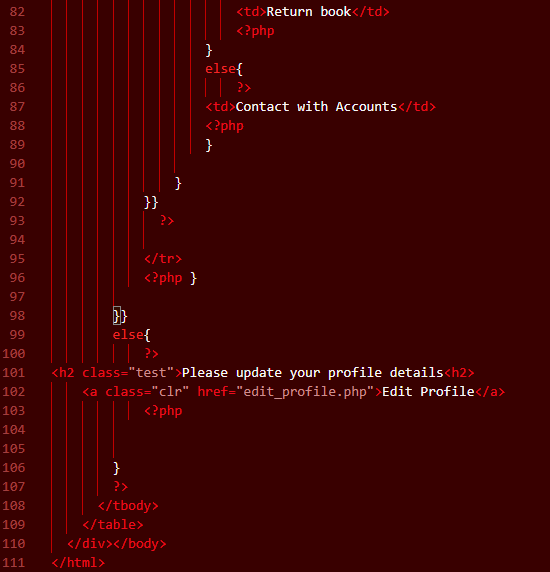 82 <td>Return book</td>
83 <?php
84 }
85 else{
86 ?>
87 <td>Contact with Accounts</td>
88 <?php
89 }
90
91 }
92 }}
93 ?>
94
95 </tr>
96 <?php }
97
98 }}
99 else{
100 ?>
101 <h2 class="test">Please update your profile details<h2>
102 <a class="clr" href="edit_profile.php">Edit Profile</a>
103 <?php
104
105
106 }
107 ?>
108 </tbody>
109 </table>
110 </div></body>
111 </html>